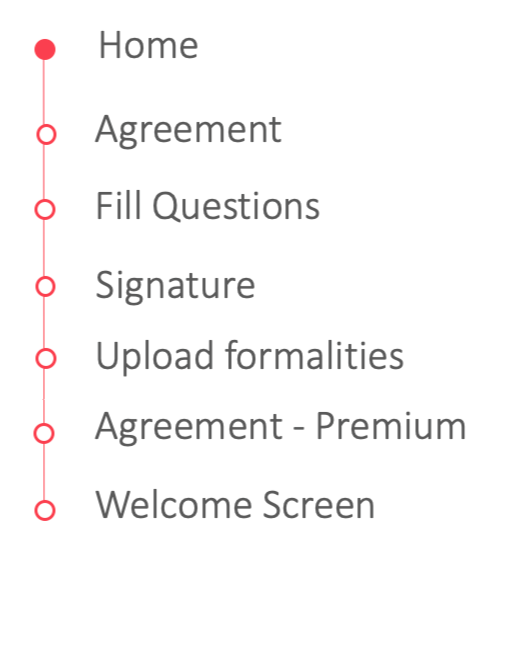 Home
Agreement
Fill Questions
Signature
Upload formalities
Agreement - Premium
Welcome Screen